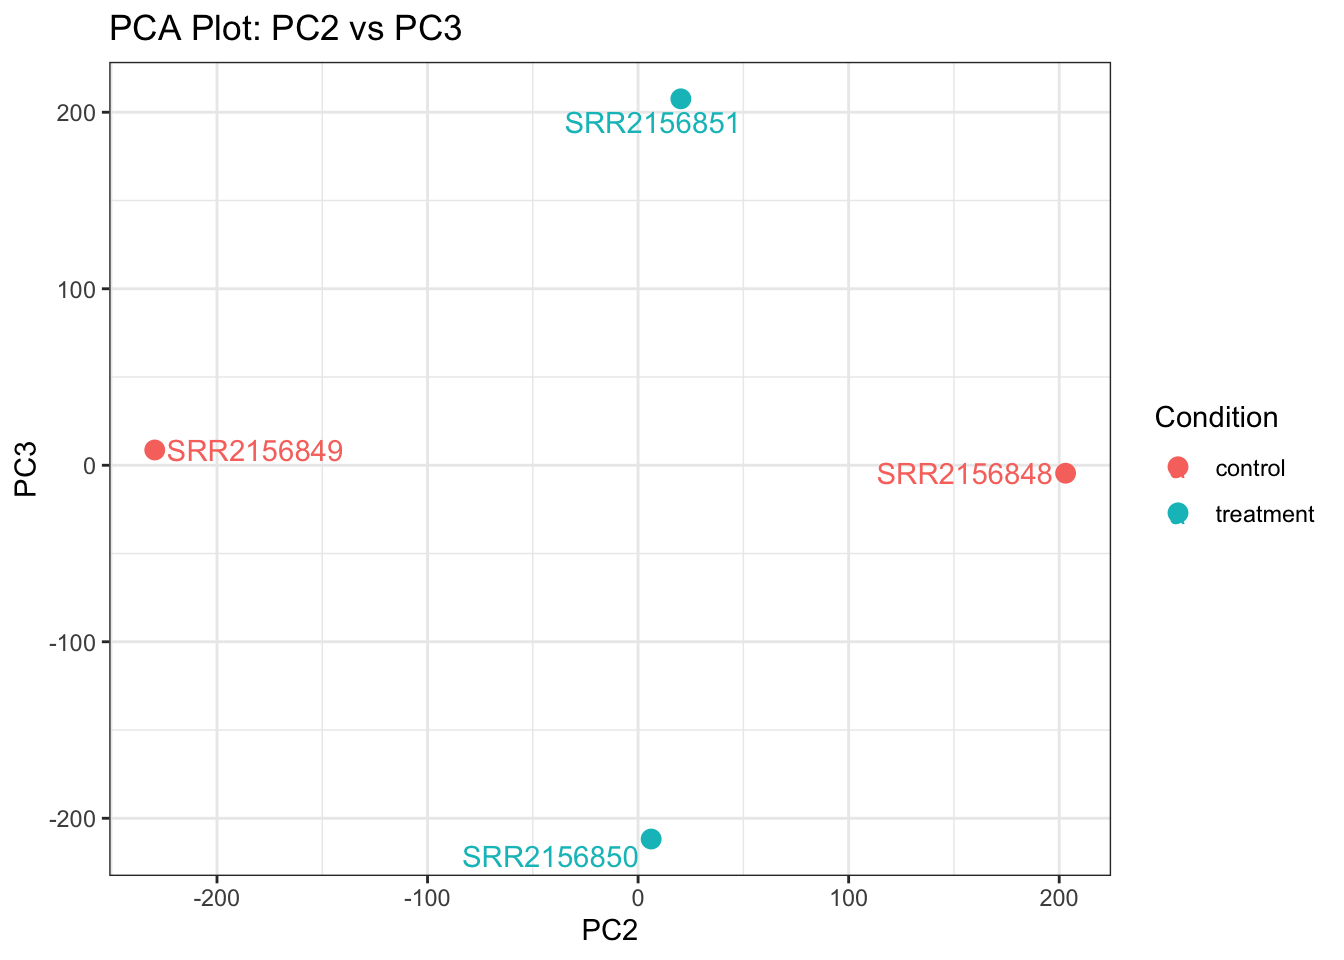 PCA Plot: PC2 vs PC3
200
100
0
-100
-200
PC3
SRR2156851
SRR2156849
SRR2156848
SRR2156850
-200
-100
0
100
200
PC2
Condition
control
treatment